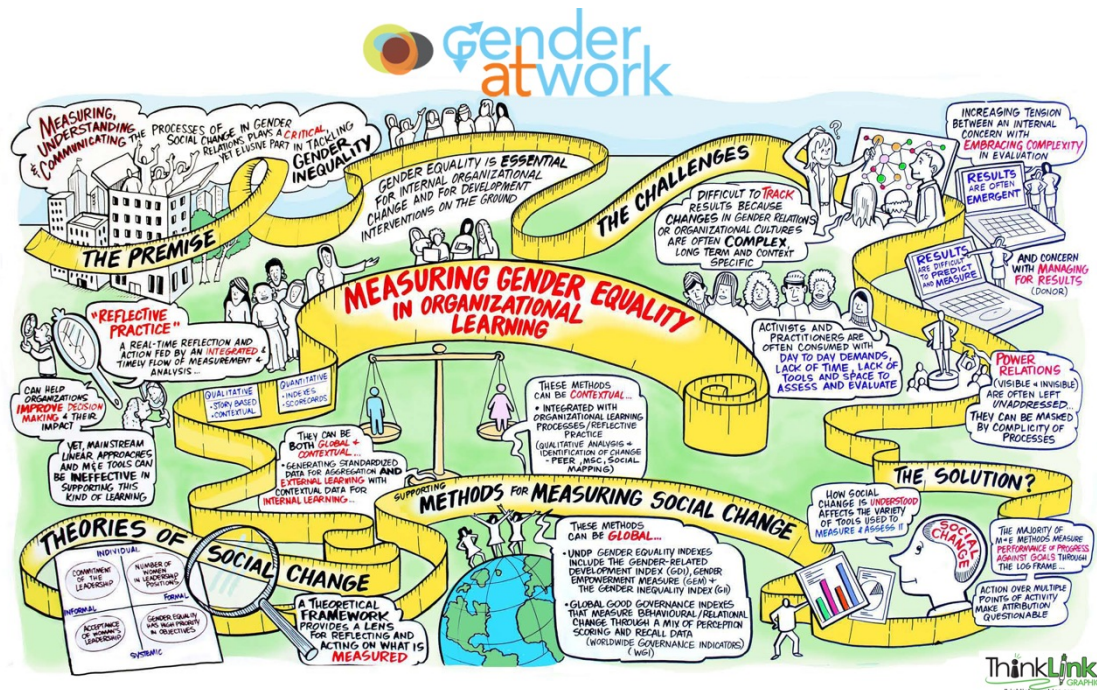 Gender
at work
MEASURING,
UNDERSTANDING
& COMMUNICATING
THE PROCESSES OF
CHANGE IN GENDER
SOCIAL RELATIONS PLAYS A CRITICAL
YET ELUSIVE PART IN TACKLING
GENDER
INEQUALITY
THE PREMISE
GENDER EQUALITY IS ESSENTIAL
FOR INTERNAL ORGANIZATIONAL
CHANGE AND FOR DEVELOPMENT
INTERVENTIONS ON THE GROUND
THE CHALLENGES
DIFFICULT TO TRACK
RESULTS BECAUSE
CHANGES IN GENDER RELATIONS
OR ORGANIZATIONAL CULTURES
ARE OFTEN COMPLEX,
LONG TERM AND CONTEXT
SPECIFIC
?
INCREASING TENSION
BETWEEN AN INTERNAL
CONCERN WITH
EMBRACING COMPLEXITY
IN EVALUATION
RESULTS
ARE OFTEN
EMERGENT
RESULTS
ARE DIFFICULT
TO PREDICT
AND MEASURE
AND CONCERN
WITH MANAGING
FOR RESULTS
(DONOR)
MEASURING GENDER EQUALITY
IN ORGANIZATIONAL
LEARNING
"REFLECTIVE
PRACTICE"
A REAL-TIME REFLECTION AND
ACTION FED BY AN INTEGRATED &
TIMELY FLOW OF MEASUREMENT &
ANALYSIS...
CAN HELP
ORGANIZATIONS
IMPROVE DECISION
MAKING & THEIR
IMPACT
YET, MAINSTREAM
LINEAR APPROACHES
AND M&E TOOLS CAN
BE INEFFECTIVE IN
SUPPORTING THIS
KIND OF LEARNING
QUALITATIVE
-STORY BASED
-CONTEXTUAL
QUANTITATIVE
-INDEXES
-SCORECARDS
THEY CAN BE
BOTH GLOBAL &
CONTEXTUAL...
•GENERATING STANDARDIZED
DATA FOR AGGREGATION AND
EXTERNAL LEARNING WITH
CONTEXTUAL DATA FOR
INTERNAL LEARNING...
THESE METHODS
CAN BE CONTEXTUAL...
• INTEGRATED WITH
ORGANIZATIONAL LEARNING
PROCESSES/REFLECTIVE
PRACTICE
(QUALITATIVE ANALYSIS &
IDENTIFICATION OF CHANGE
- PEER, MSC, SOCIAL
MAPPING)
ACTIVISTS AND
PRACTITIONERS ARE
OFTEN CONSUMED WITH
DAY TO DAY DEMANDS,
LACK OF TIME, LACK OF
TOOLS AND SPACE TO
ASSESS AND EVALUATE
POWER
RELATIONS
(VISIBLE & INVISIBLE)
ARE OFTEN LEFT
UNADDRESSED...
THEY CAN BE MASKED
BY COMPLICITY OF
PROCESSES
THE SOLUTION?
HOW SOCIAL
CHANGE IS UNDERSTOOD
AFFECTS THE VARIETY
OF TOOLS USED TO
MEASURE & ASSESS IT
SOCIAL
CHANGE
THE MAJORITY OF
M&E METHODS MEASURE
PERFORMANCE OF PROGRESS
AGAINST GOALS THROUGH
THE LOG FRAME...
ACTION OVER MULTIPLE
POINTS OF ACTIVITY
MAKE ATTRIBUTION
QUESTIONABLE
SUPPORTING
METHODS FOR MEASURING SOCIAL CHANGE
THESE METHODS
CAN BE GLOBAL...
• UNDP GENDER EQUALITY INDEXES
INCLUDE THE GENDER-RELATED
DEVELOPMENT INDEX (GDI), GENDER
EMPOWERMENT MEASURE (GEM) &
THE GENDER INEQUALITY INDEX (GII)
• GLOBAL GOOD GOVERNANCE INDEXES
THAT MEASURE BEHAVIOURAL/RELATIONAL
CHANGE THROUGH A MIX OF PERCEPTION
SCORING AND RECALL DATA
(WORLDWIDE GOVERNANCE INDICATORS)
(WGI)
THEORIES OF
SOCIAL
CHANGE
INDIVIDUAL
COMMITMENT
OF THE
LEADERSHIP
NUMBER OF
WOMEN
IN LEADERSHIP
POSITIONS
INFORMAL
FORMAL
ACCEPTANCE
OF WOMAN'S
LEADERSHIP
GENDER EQUALITY
WAS HIGH PRIORITY
IN OBJECTIVES
SYSTEMIC
A THEORETICAL
FRAMEWORK
PROVIDES A LENS
FOR REFLECTING AND
ACTING ON WHAT IS
MEASURED
ThinkLink
GRAPHIC